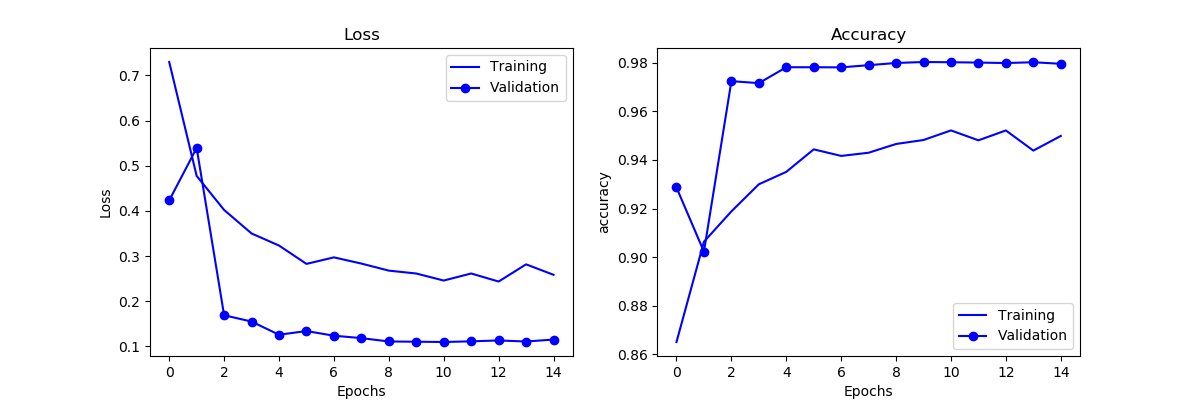 Loss
Training
Validation
0.7
0.6
0.5
0.4
0.3
0.2
0.1
Loss
0 2 4 6 8 10 12 14
Epochs
Accuracy
0.98
0.96
0.94
0.92
0.90
0.88
0.86
accuracy
Training
Validation
0 2 4 6 8 10 12 14
Epochs